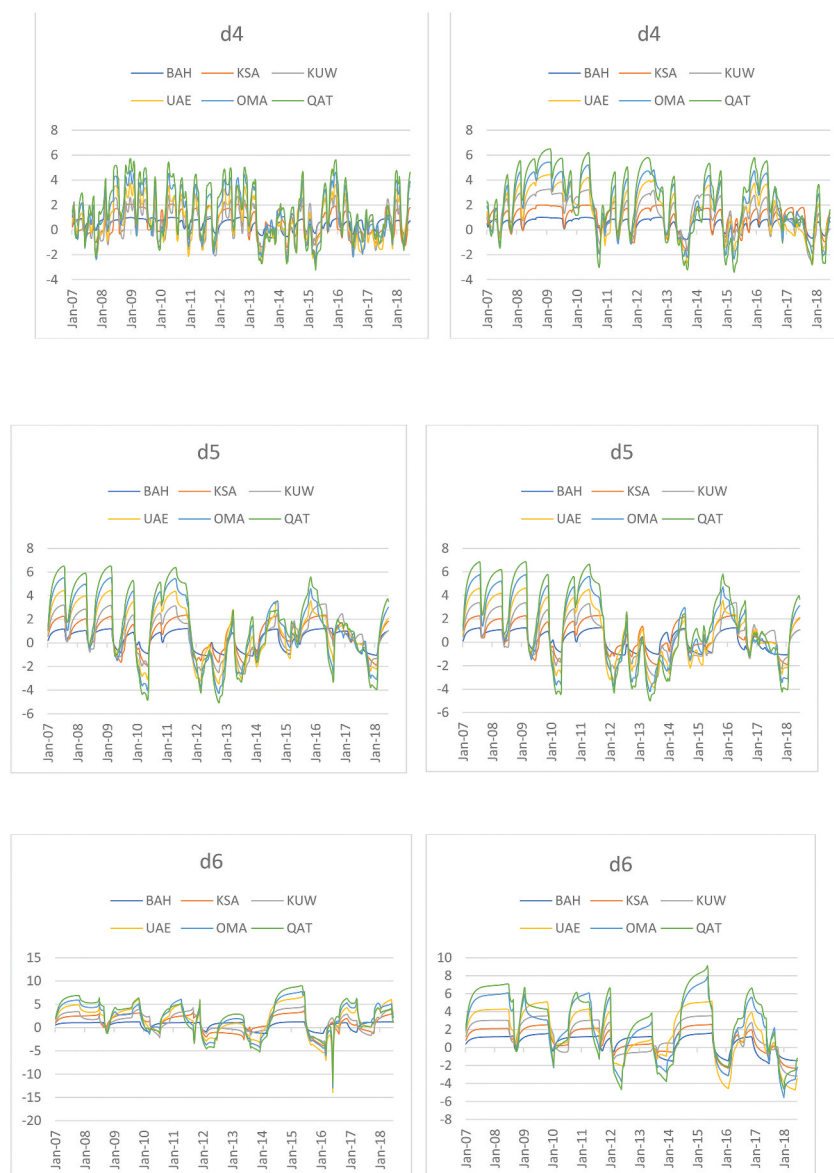 d4
BAH KSA KUW
UAE OMA QAT
8
6
4
2
0
-2
-4
Jan-07 Jan-08 Jan-09 Jan-10 Jan-11 Jan-12 Jan-13 Jan-14 Jan-15 Jan-16 Jan-17 Jan-18
d4
BAH KSA KUW
UAE OMA QAT
8
6
4
2
0
-2
-4
Jan-07 Jan-08 Jan-09 Jan-10 Jan-11 Jan-12 Jan-13 Jan-14 Jan-15 Jan-16 Jan-17 Jan-18
d5
BAH KSA KUW
UAE OMA QAT
8
6
4
2
0
-2
-4
-6
Jan-07 Jan-08 Jan-09 Jan-10 Jan-11 Jan-12 Jan-13 Jan-14 Jan-15 Jan-16 Jan-17 Jan-18
d5
BAH KSA KUW
UAE OMA QAT
8
6
4
2
0
-2
-4
-6
Jan-07 Jan-08 Jan-09 Jan-10 Jan-11 Jan-12 Jan-13 Jan-14 Jan-15 Jan-16 Jan-17 Jan-18
d6
BAH KSA KUW
UAE OMA QAT
15
10
5
0
-5
-10
-15
-20
Jan-07 Jan-08 Jan-09 Jan-10 Jan-11 Jan-12 Jan-13 Jan-14 Jan-15 Jan-16 Jan-17 Jan-18
d6
BAH KSA KUW
UAE OMA QAT
10
8
6
4
2
0
-2
-4
-6
-8
Jan-07 Jan-08 Jan-09 Jan-10 Jan-11 Jan-12 Jan-13 Jan-14 Jan-15 Jan-16 Jan-17 Jan-18